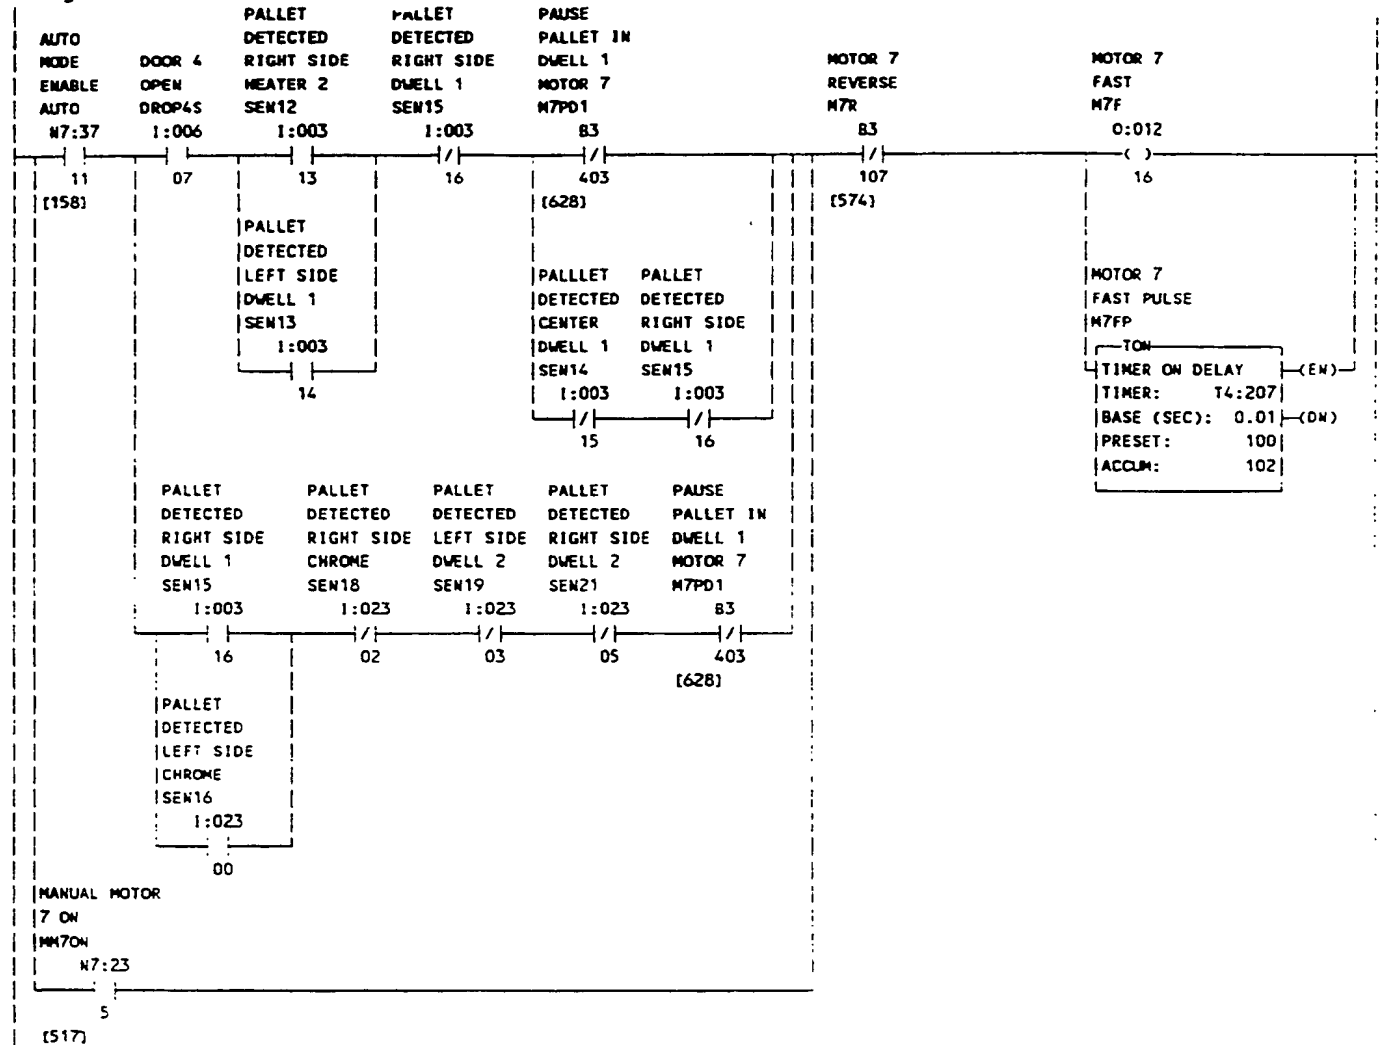 PALLET PALLET PAUSE
AUTO DETECTED DETECTED PALLET IN
MODE DOOR 4 RIGHT SIDE RIGHT SIDE DWELL 1 MOTOR 7 MOTOR 7
ENABLE OPEN HEATER 2 DWELL 1 MOTOR 7 REVERSE FAST
AUTO DROP4S SEN12 SEN15 M7PD1 M7R M7F
N7:37 I:006 I:003 I:003 B3 B3 O:012
11 07 13 16 403 107 16
[158] [628] [574]
PALLET
DETECTED
LEFT SIDE
DWELL 1
SEN13
I:003
14
PALLLET PALLET
DETECTED DETECTED
CENTER RIGHT SIDE
DWELL 1 DWELL 1
SEN14 SEN15
I:003 I:003
15 16
MOTOR 7
FAST PULSE
M7FP
TON
TIMER ON DELAY (EN)
TIMER: T4:207
BASE (SEC): 0.01 (DN)
PRESET: 100
ACCUM: 102
PALLET PALLET PALLET PALLET PAUSE
DETECTED DETECTED DETECTED DETECTED PALLET IN
RIGHT SIDE RIGHT SIDE LEFT SIDE RIGHT SIDE DWELL 1
DWELL 1 CHROME DWELL 2 DWELL 2 MOTOR 7
SEN15 SEN18 SEN19 SEN21 M7PD1
I:003 I:023 I:023 I:023 B3
16 02 03 05 403
[628]
PALLET
DETECTED
LEFT SIDE
CHROME
SEN16
I:023
00
MANUAL MOTOR
7 ON
MM7ON
N7:23
5
[517]